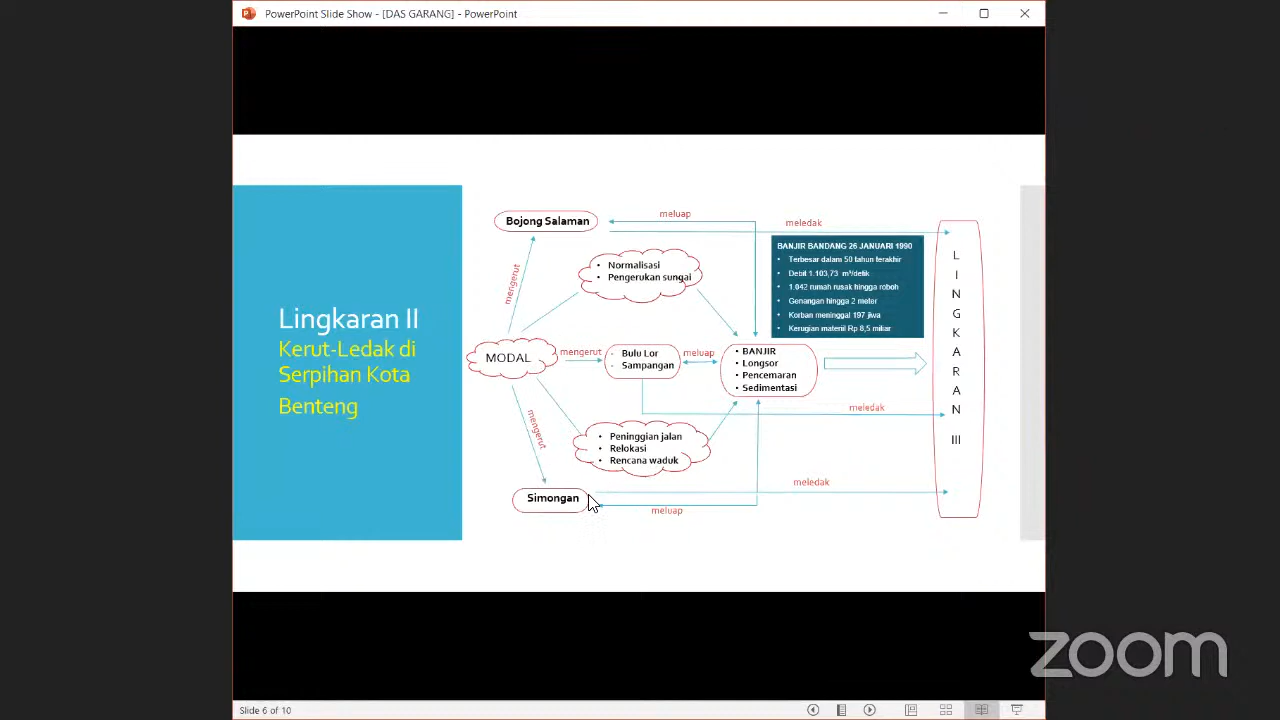 PowerPoint Slide Show - [DAS GARANG] - PowerPoint
Lingkaran II
Kerut-Ledak di
Serpihan Kota
Benteng
Bojong Salaman
meluap
meledak
mengerut
• Normalisasi
• Pengerukan sungai
BANJIR BANDANG 26 JANUARI 1990
• Terbesar dalam 50 tahun terakhir
• Debit 1.103,73 m³/detik
• 1.042 rumah rusak hingga roboh
• Genangan hingga 2 meter
• Korban meninggal 197 jiwa
• Kerugian materil Rp 8,5 miliar
MODAL
mengerut
• Bulu Lor
• Sampangan
meluap
• BANJIR
• Longsor
• Pencemaran
• Sedimentasi
meledak
mengerut
• Peninggian jalan
• Relokasi
• Rencana waduk
Simongan
meledak
meluap
L
I
N
G
K
A
R
A
N
III
zoom
Slide 6 of 10